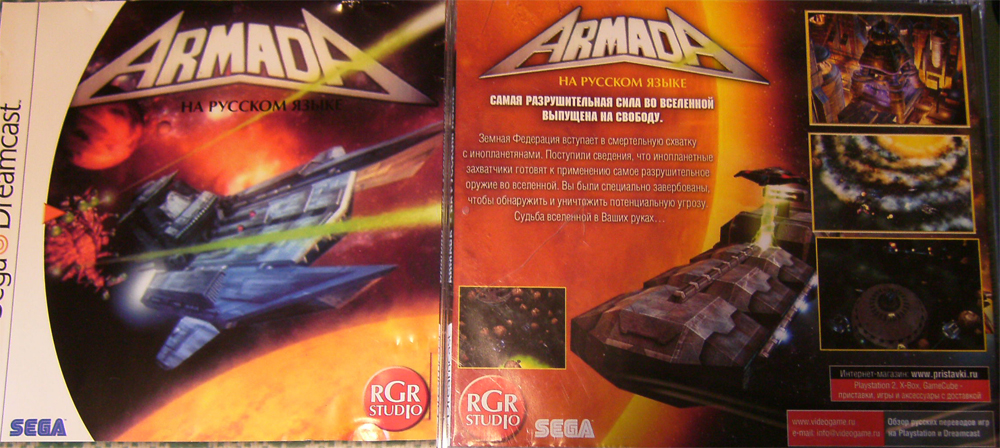 Sega Dreamcast.
ARMADA
НА РУССКОМ ЯЗЫКЕ
RGR
STUDIO
SEGA
ARMADA
НА РУССКОМ ЯЗЫКЕ
САМАЯ РАЗРУШИТЕЛЬНАЯ СИЛА ВО ВСЕЛЕННОЙ
ВЫПУЩЕНА НА СВОБОДУ.
Земная Федерация вступает в смертельную схватку
с инопланетянами. Поступили сведения, что инопланетные
захватчики готовят к применению самое разрушительное
оружие во вселенной. Вы были специально завербованы,
чтобы обнаружить и уничтожить потенциальную угрозу.
Судьба вселенной в Ваших руках...
RGR
STUDIO
SEGA
Интернет-магазин: www.pristavki.ru
Playstation 2, X-Box, GameCube -
приставки, игры и аксессуары с доставкой
www.videogame.ru
e-mail: info@videogame.ru
Обзор русских переводов игр
на Playstation и Dreamcast